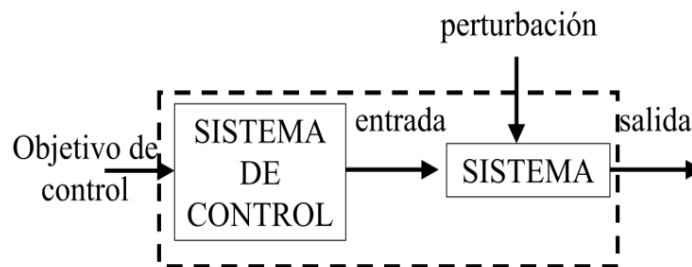 perturbación
Objetivo de
control
SISTEMA
DE
CONTROL
entrada
SISTEMA
salida